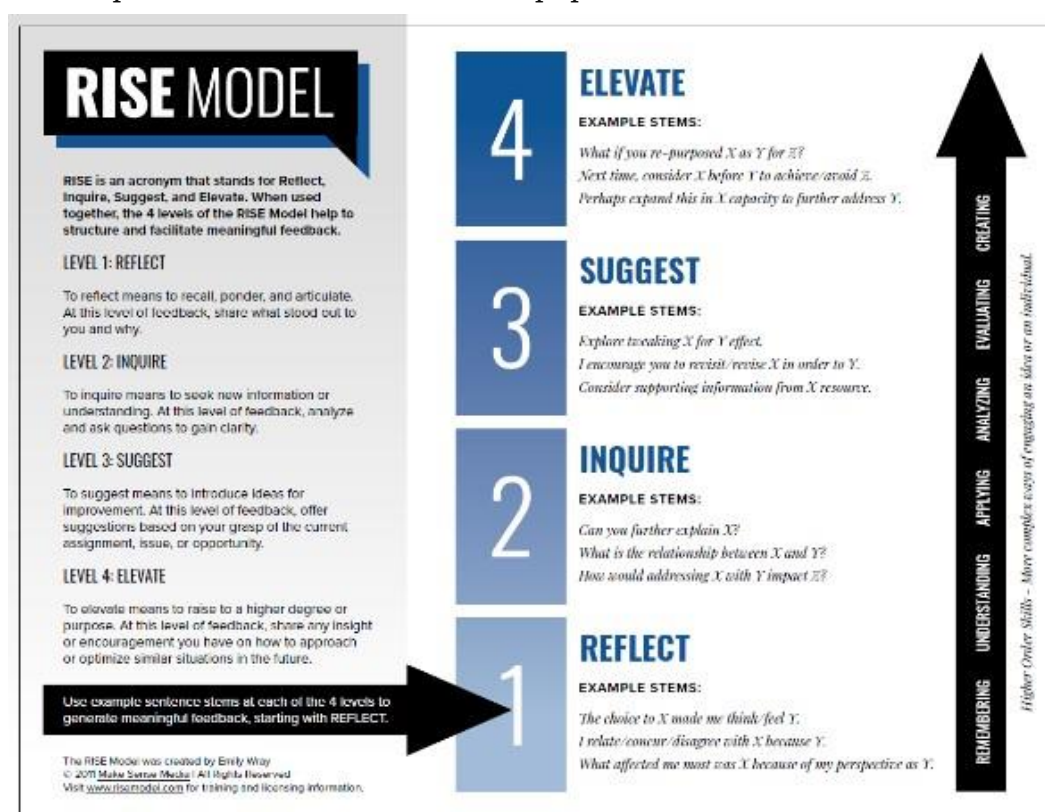 RISE MODEL
RISE is an acronym that stands for Reflect,
Inquire, Suggest, and Elevate. When used
together, the 4 levels of the RISE Model help to
structure and facilitate meaningful feedback.
LEVEL 1: REFLECT
To reflect means to recall, ponder, and articulate.
At this level of feedback, share what stood out to
you and why.
LEVEL 2: INQUIRE
To inquire means to seek new information or
understanding. At this level of feedback, analyze
and ask questions to gain clarity.
LEVEL 3: SUGGEST
To suggest means to introduce ideas for
improvement. At this level of feedback, offer
suggestions based on your grasp of the current
assignment, issue, or opportunity.
LEVEL 4: ELEVATE
To elevate means to raise to a higher degree or
purpose. At this level of feedback, share any insight
or encouragement you have on how to approach
or optimize similar situations in the future.
Use example sentence stems at each of the 4 levels to
generate meaningful feedback, starting with REFLECT.
The RISE Model was created by Emily Wray
© 2011 Make Sense Media | All Rights Reserved
Visit www.risemodel.com for training and licensing information.
4
ELEVATE
EXAMPLE STEMS:
What if you re-purposed X as Y for Z?
Next time, consider X before Y to achieve/avoid Z.
Perhaps expand this in X capacity to further address Y.
3
SUGGEST
EXAMPLE STEMS:
Explore tweaking X for Y effect.
I encourage you to revisit/revise X in order to Y.
Consider supporting information from X resource.
2
INQUIRE
EXAMPLE STEMS:
Can you further explain X?
What is the relationship between X and Y?
How would addressing X with Y impact Z?
1
REFLECT
EXAMPLE STEMS:
The choice to X made me think/feel Y.
I relate/concur/disagree with X because Y.
What affected me most was X because of my perspective as Y.
REMEMBERING UNDERSTANDING APPLYING ANALYZING EVALUATING CREATING
Higher Order Skills - More complex ways of engaging an idea or an individual.